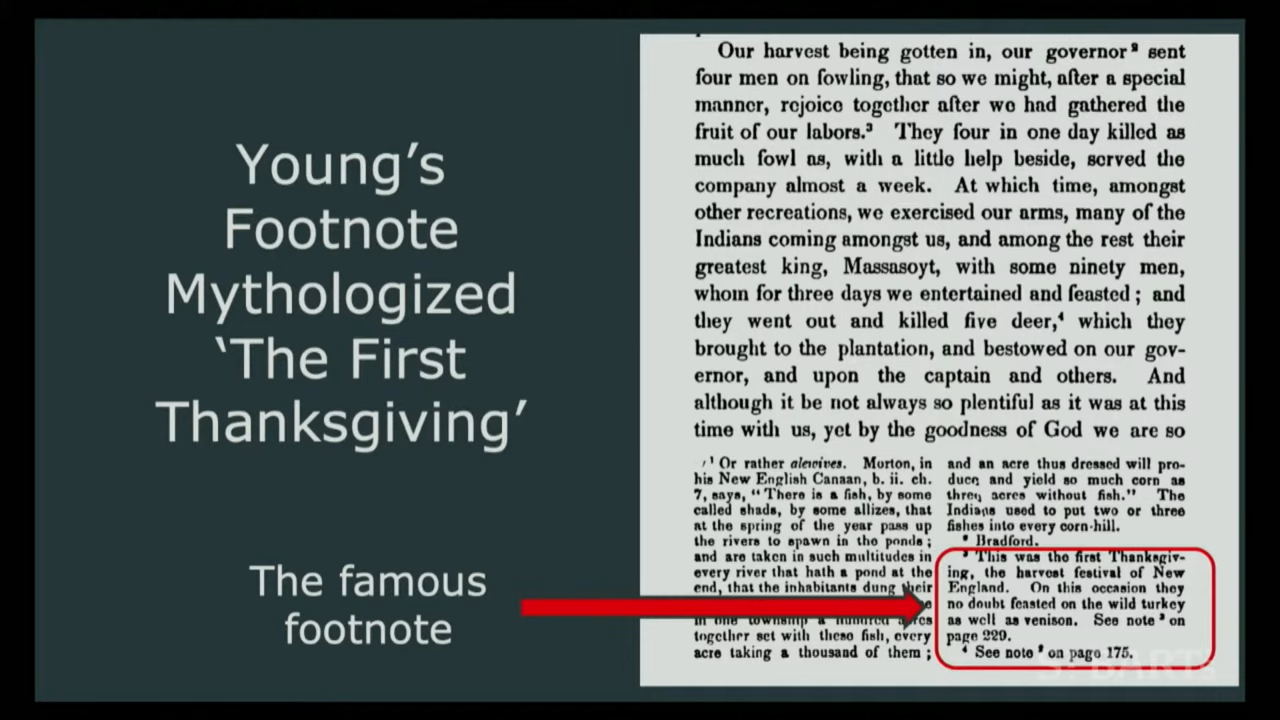 Young's
Footnote
Mythologized
'The First
Thanksgiving'
The famous
footnote
Our harvest being gotten in, our governor² sent
four men on fowling, that so we might, after a special
manner, rejoice together after we had gathered the
fruit of our labors.³ They four in one day killed as
much fowl as, with a little help beside, served the
company almost a week. At which time, amongst
other recreations, we exercised our arms, many of the
Indians coming amongst us, and among the rest their
greatest king, Massasoyt, with some ninety men,
whom for three days we entertained and feasted; and
they went out and killed five deer,⁴ which they
brought to the plantation, and bestowed on our gov-
ernor, and upon the captain and others. And
although it be not always so plentiful as it was at this
time with us, yet by the goodness of God we are so
¹ Or rather alewives. Morton, in
his New English Canaan, b. ii. ch.
7, says, "There is a fish, by some
called shads, by some allizes, that
at the spring of the year pass up
the rivers to spawn in the ponds;
and are taken in such multitudes in
every river that hath a pond at the
end, that the inhabitants dung their
in one township a hundred acres
together set with these fish, every
acre taking a thousand of them;
and an acre thus dressed will pro-
duce and yield so much corn as
three acres without fish." The
Indians used to put two or three
fishes into every corn-hill.
² Bradford.
³ This was the first Thanksgiv-
ing, the harvest festival of New
England. On this occasion they
no doubt feasted on the wild turkey
as well as venison. See note ³ on
page 229.
⁴ See note ² on page 175.